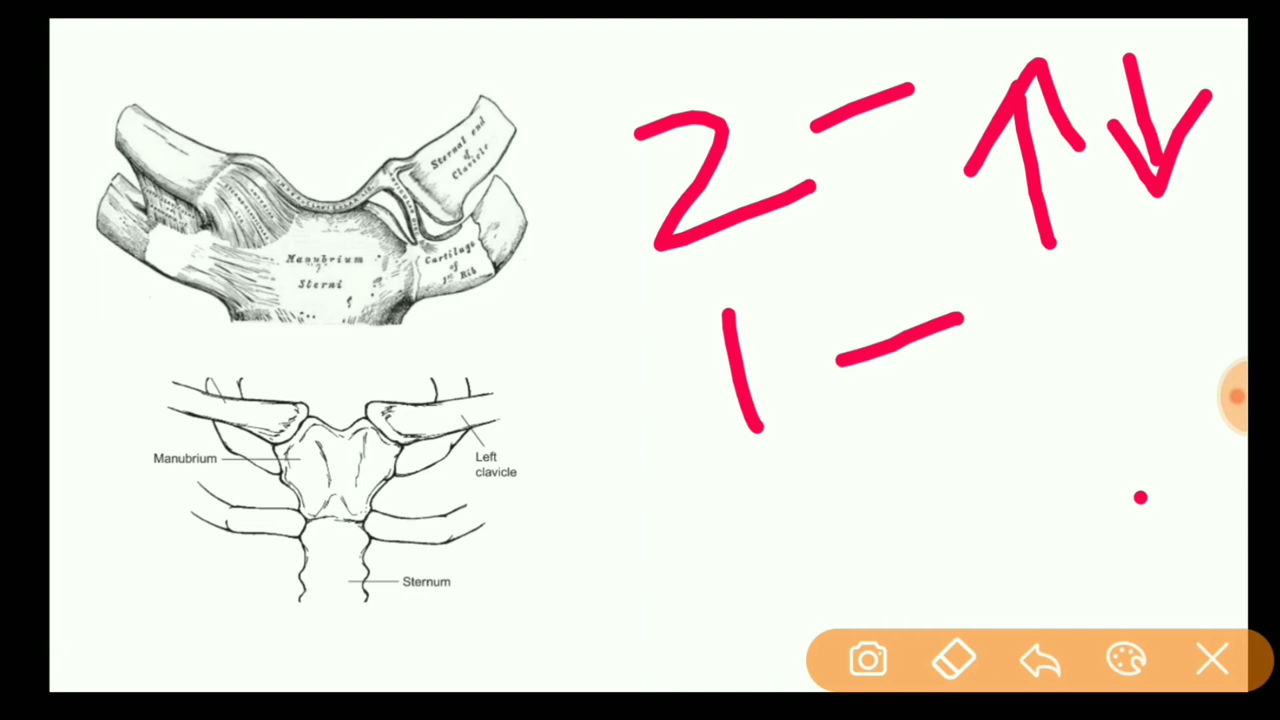 Sternal end
of
Clavicle
Manubrium
Sterni
Cartilage
of
1st Rib
Manubrium
Left
clavicle
Sternum
2 - ↑ ↓
1 -